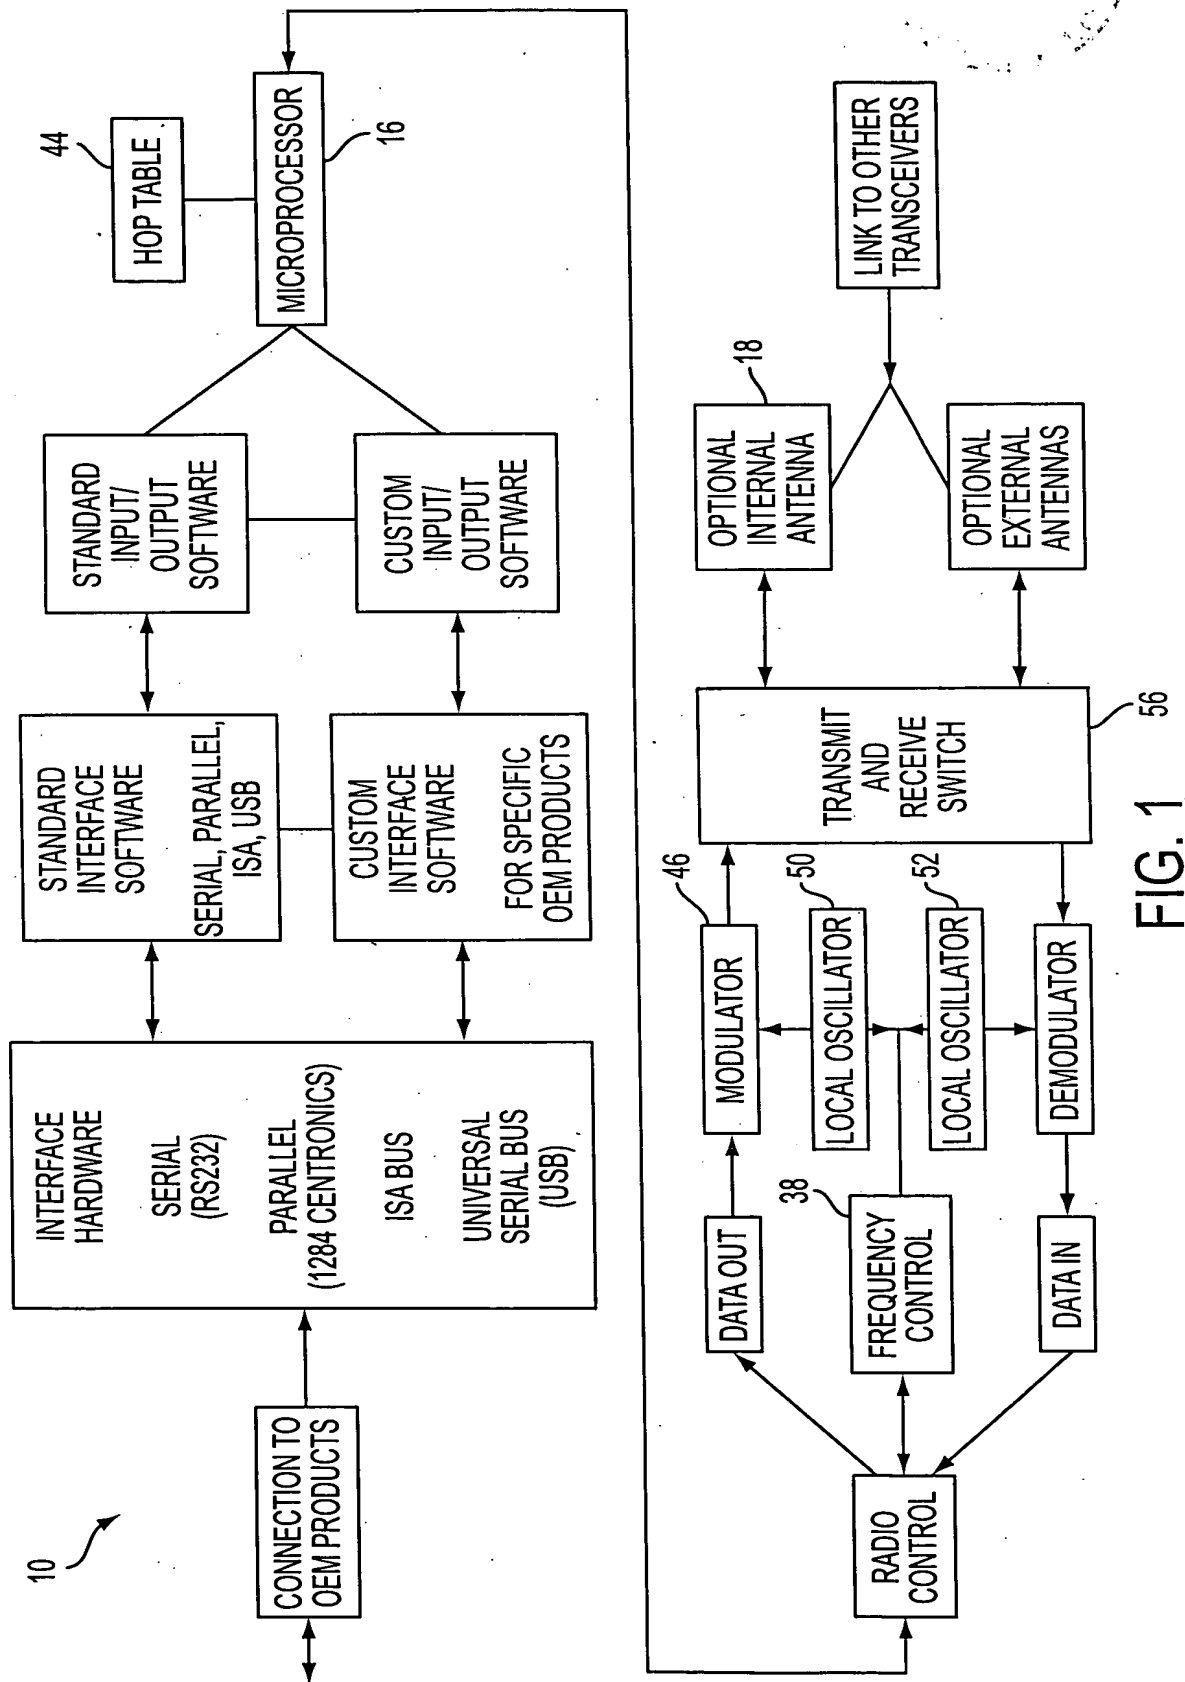 10
CONNECTION TO
OEM PRODUCTS
INTERFACE
HARDWARE
SERIAL
(RS232)
PARALLEL
(1284 CENTRONICS)
ISA BUS
UNIVERSAL
SERIAL BUS
(USB)
STANDARD
INTERFACE
SOFTWARE
SERIAL, PARALLEL,
ISA, USB
CUSTOM
INTERFACE
SOFTWARE
FOR SPECIFIC
OEM PRODUCTS
STANDARD
INPUT/
OUTPUT
SOFTWARE
CUSTOM
INPUT/
OUTPUT
SOFTWARE
44
HOP TABLE
MICROPROCESSOR
16
RADIO
CONTROL
DATA OUT
38
FREQUENCY
CONTROL
DATA IN
46
MODULATOR
50
LOCAL OSCILLATOR
52
LOCAL OSCILLATOR
DEMODULATOR
TRANSMIT
AND
RECEIVE
SWITCH
56
18
OPTIONAL
INTERNAL
ANTENNA
OPTIONAL
EXTERNAL
ANTENNAS
LINK TO OTHER
TRANSCEIVERS
FIG. 1